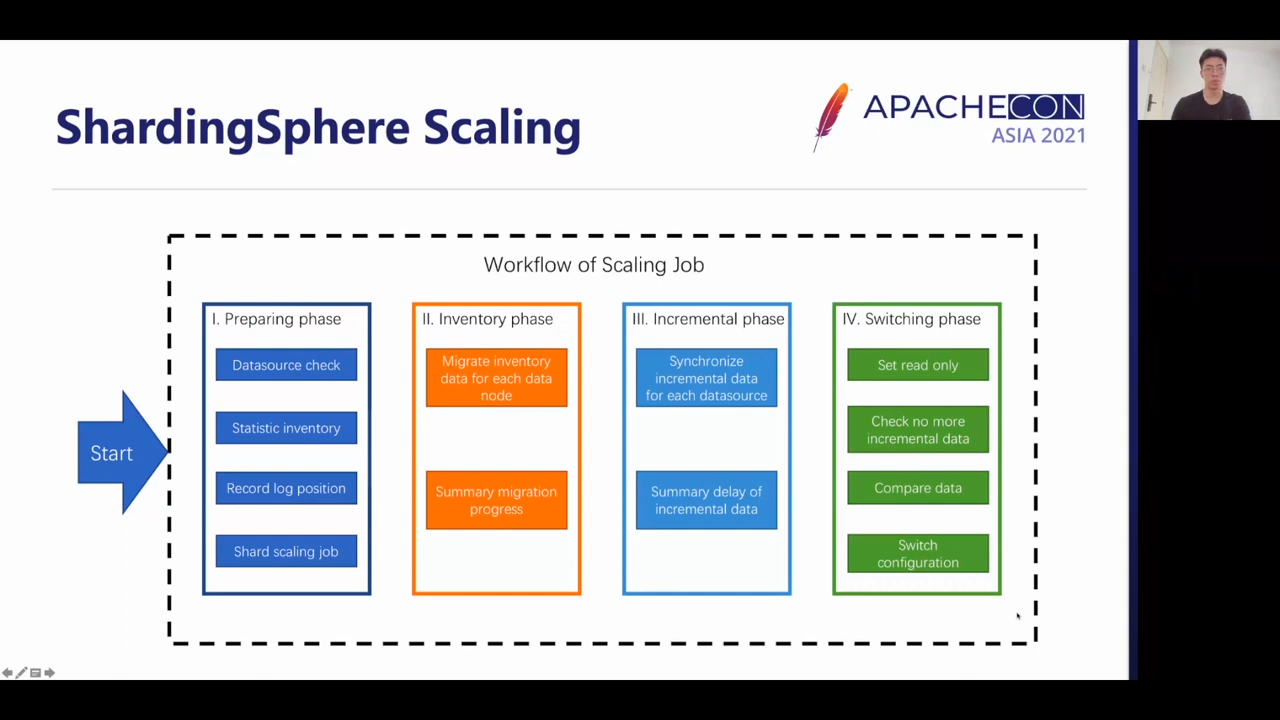 ShardingSphere Scaling
APACHECON
ASIA 2021
Workflow of Scaling Job
Start
I. Preparing phase
Datasource check
Statistic inventory
Record log position
Shard scaling job
II. Inventory phase
Migrate inventory
data for each data
node
Summary migration
progress
III. Incremental phase
Synchronize
incremental data
for each datasource
Summary delay of
incremental data
IV. Switching phase
Set read only
Check no more
incremental data
Compare data
Switch
configuration